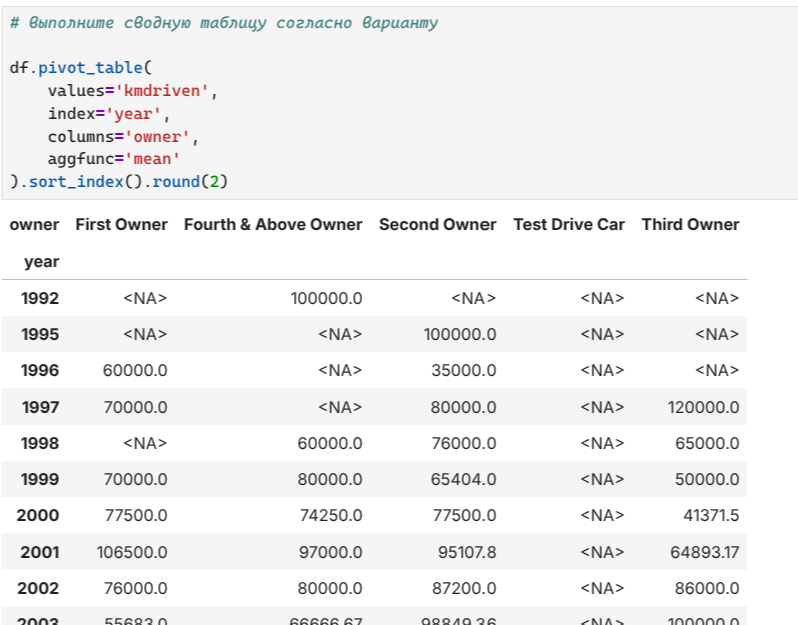 # Выполните сводную таблицу согласно варианту
df.pivot_table(
values='kmdriven',
index='year',
columns='owner',
aggfunc='mean'
).sort_index().round(2)
owner First Owner Fourth & Above Owner Second Owner Test Drive Car Third Owner
year
1992 <NA> 100000.0 <NA> <NA> <NA>
1995 <NA> <NA> 100000.0 <NA> <NA>
1996 60000.0 <NA> 35000.0 <NA> <NA>
1997 70000.0 <NA> 80000.0 <NA> 120000.0
1998 <NA> 60000.0 76000.0 <NA> 65000.0
1999 70000.0 80000.0 65404.0 <NA> 50000.0
2000 77500.0 74250.0 77500.0 <NA> 41371.5
2001 106500.0 97000.0 95107.8 <NA> 64893.17
2002 76000.0 80000.0 87200.0 <NA> 86000.0
2003 55683.0 66666.67 98849.36 <NA> 100000.0